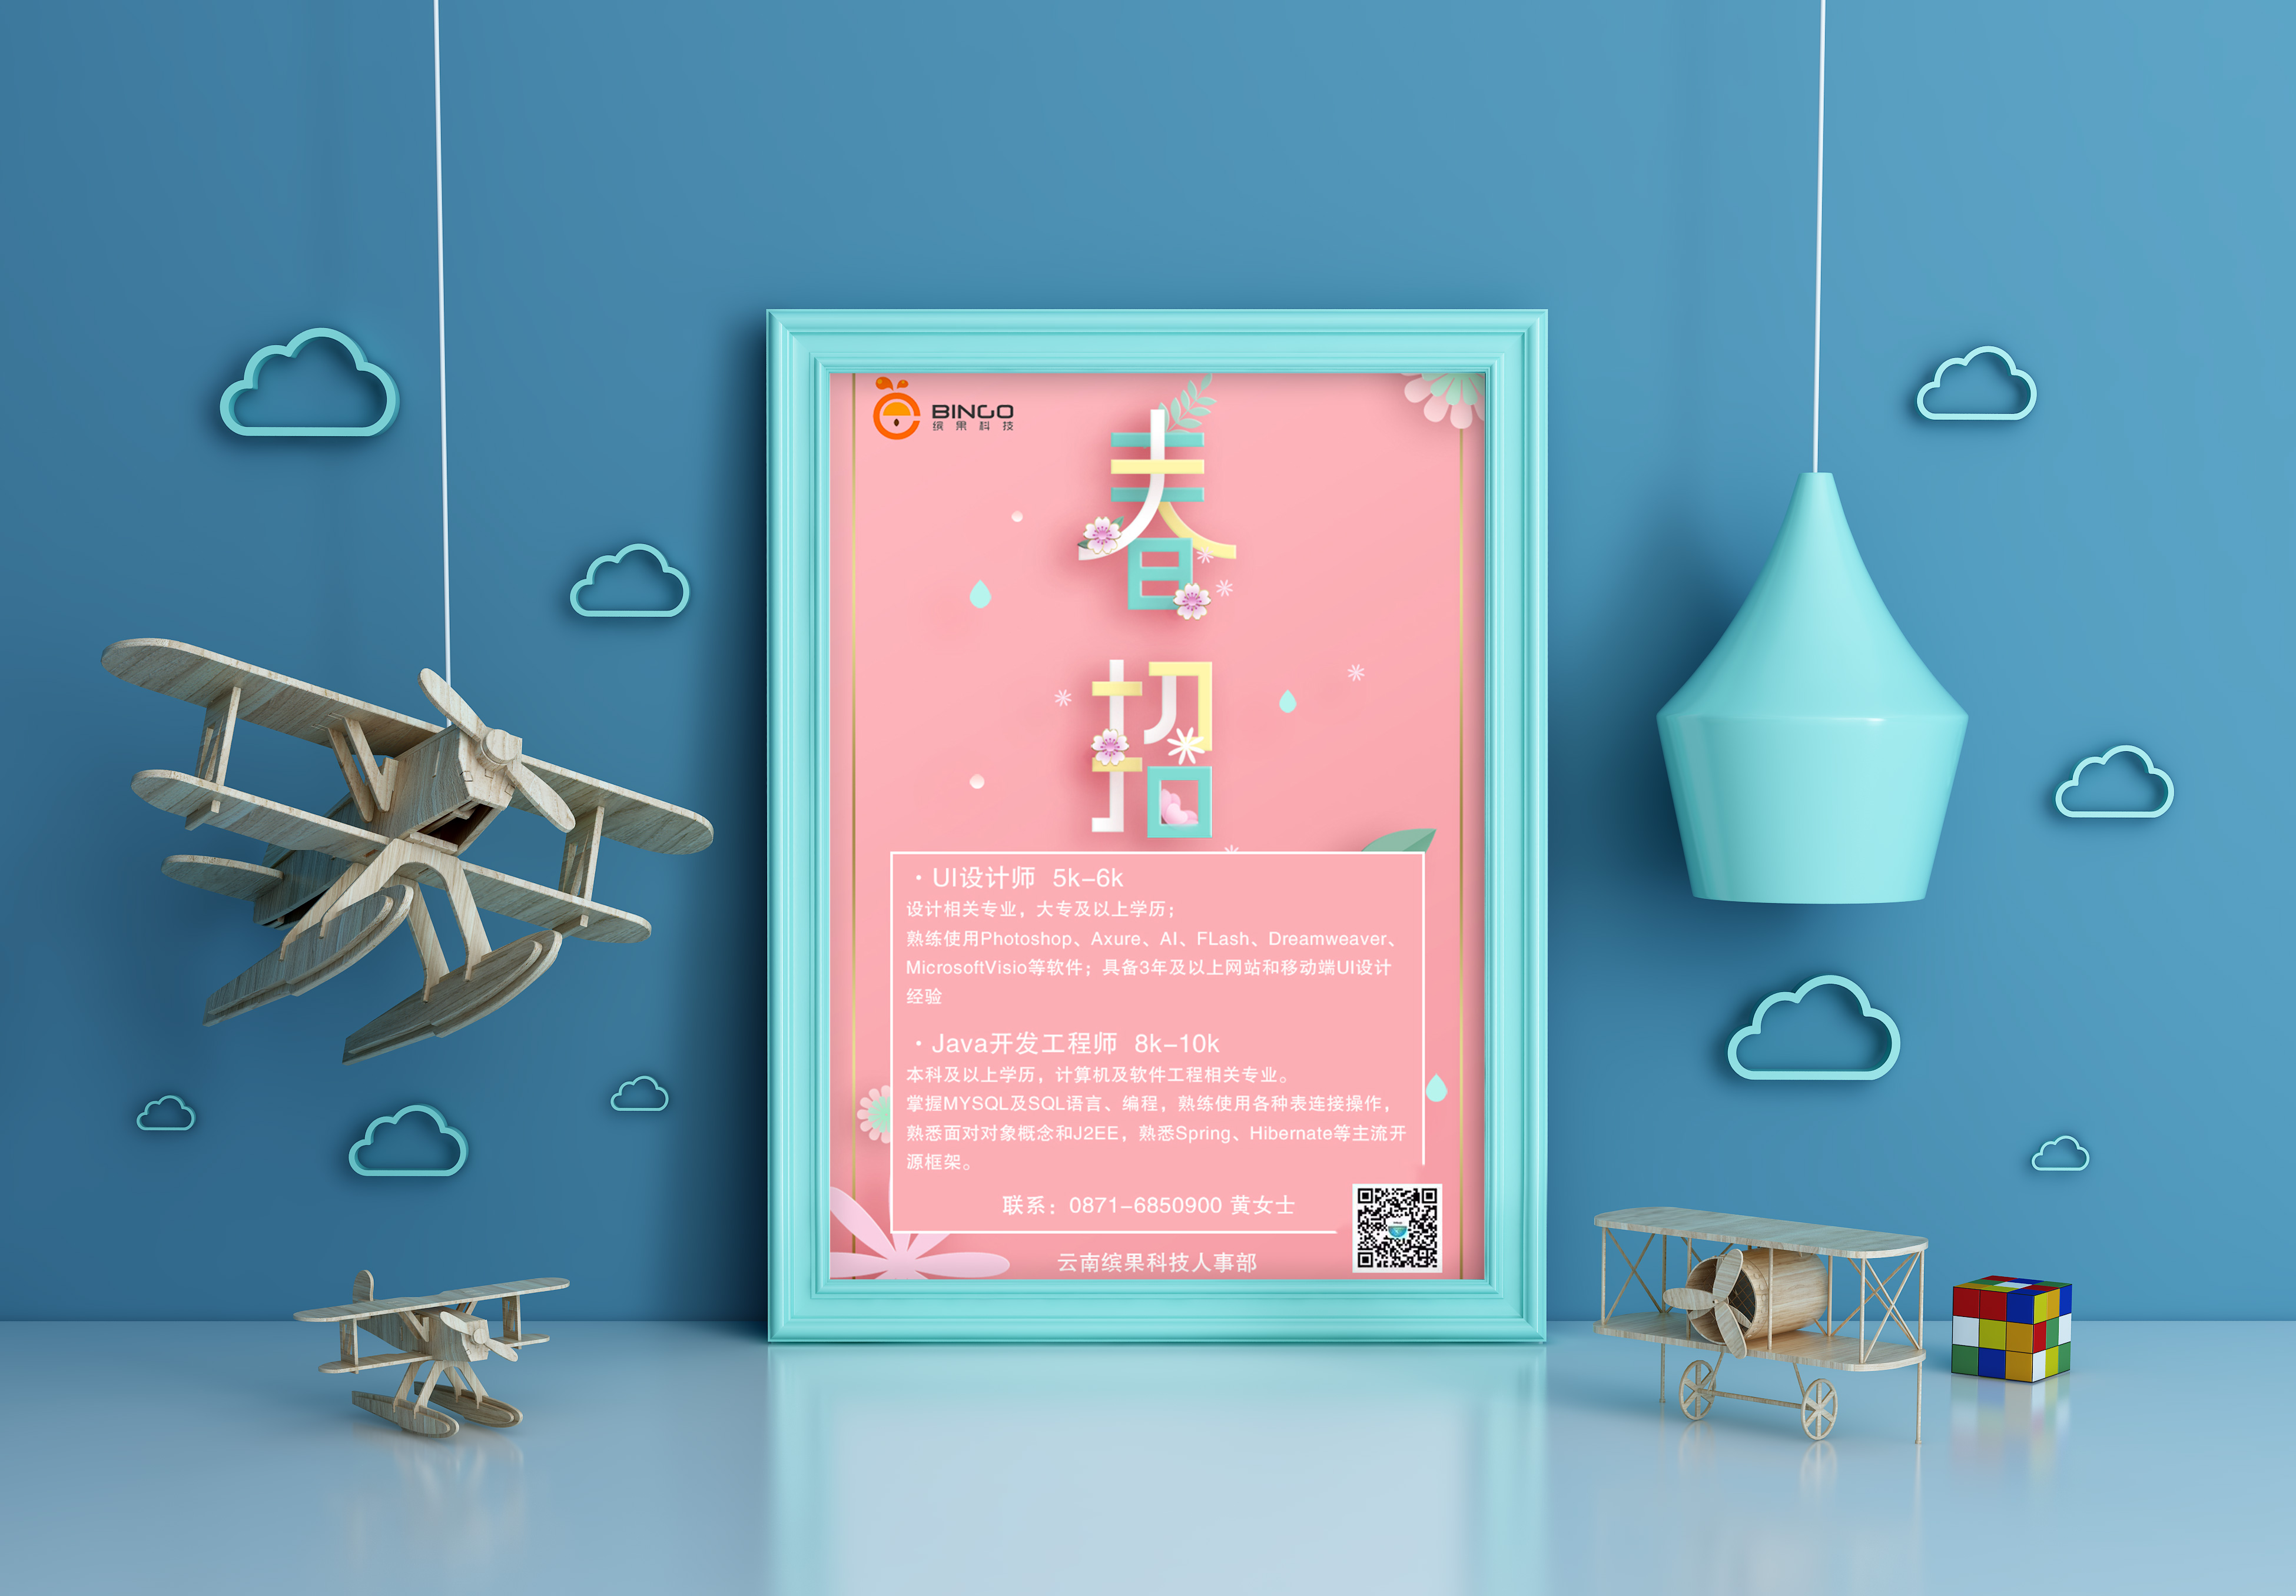 BINGO
缤果科技
春
招
·UI设计师 5k-6k
设计相关专业，大专及以上学历；
熟练使用Photoshop、Axure、AI、FLash、Dreamweaver、
MicrosoftVisio等软件；具备3年及以上网站和移动端UI设计
经验
·Java开发工程师 8k-10k
本科及以上学历，计算机及软件工程相关专业。
掌握MYSQL及SQL语言、编程，熟练使用各种表连接操作，
熟悉面对对象概念和J2EE，熟悉Spring、Hibernate等主流开
源框架。
联系：0871-6850900 黄女士
云南缤果科技人事部